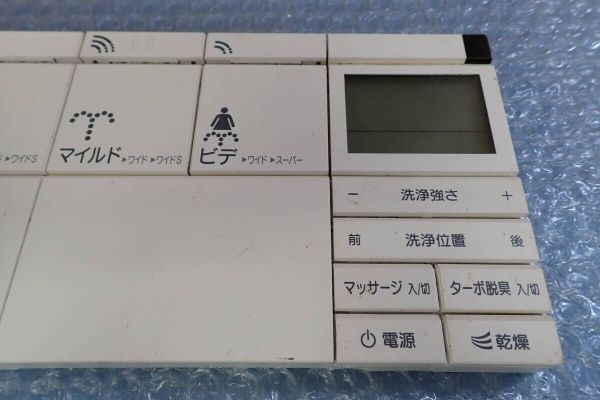 ▶ワイドS
マイルド ▶ワイド ▶ワイドS
ビデ ▶ワイド ▶スーパー
− 洗浄強さ +
前 洗浄位置 後
マッサージ 入/切 ターボ脱臭 入/切
電源 乾燥